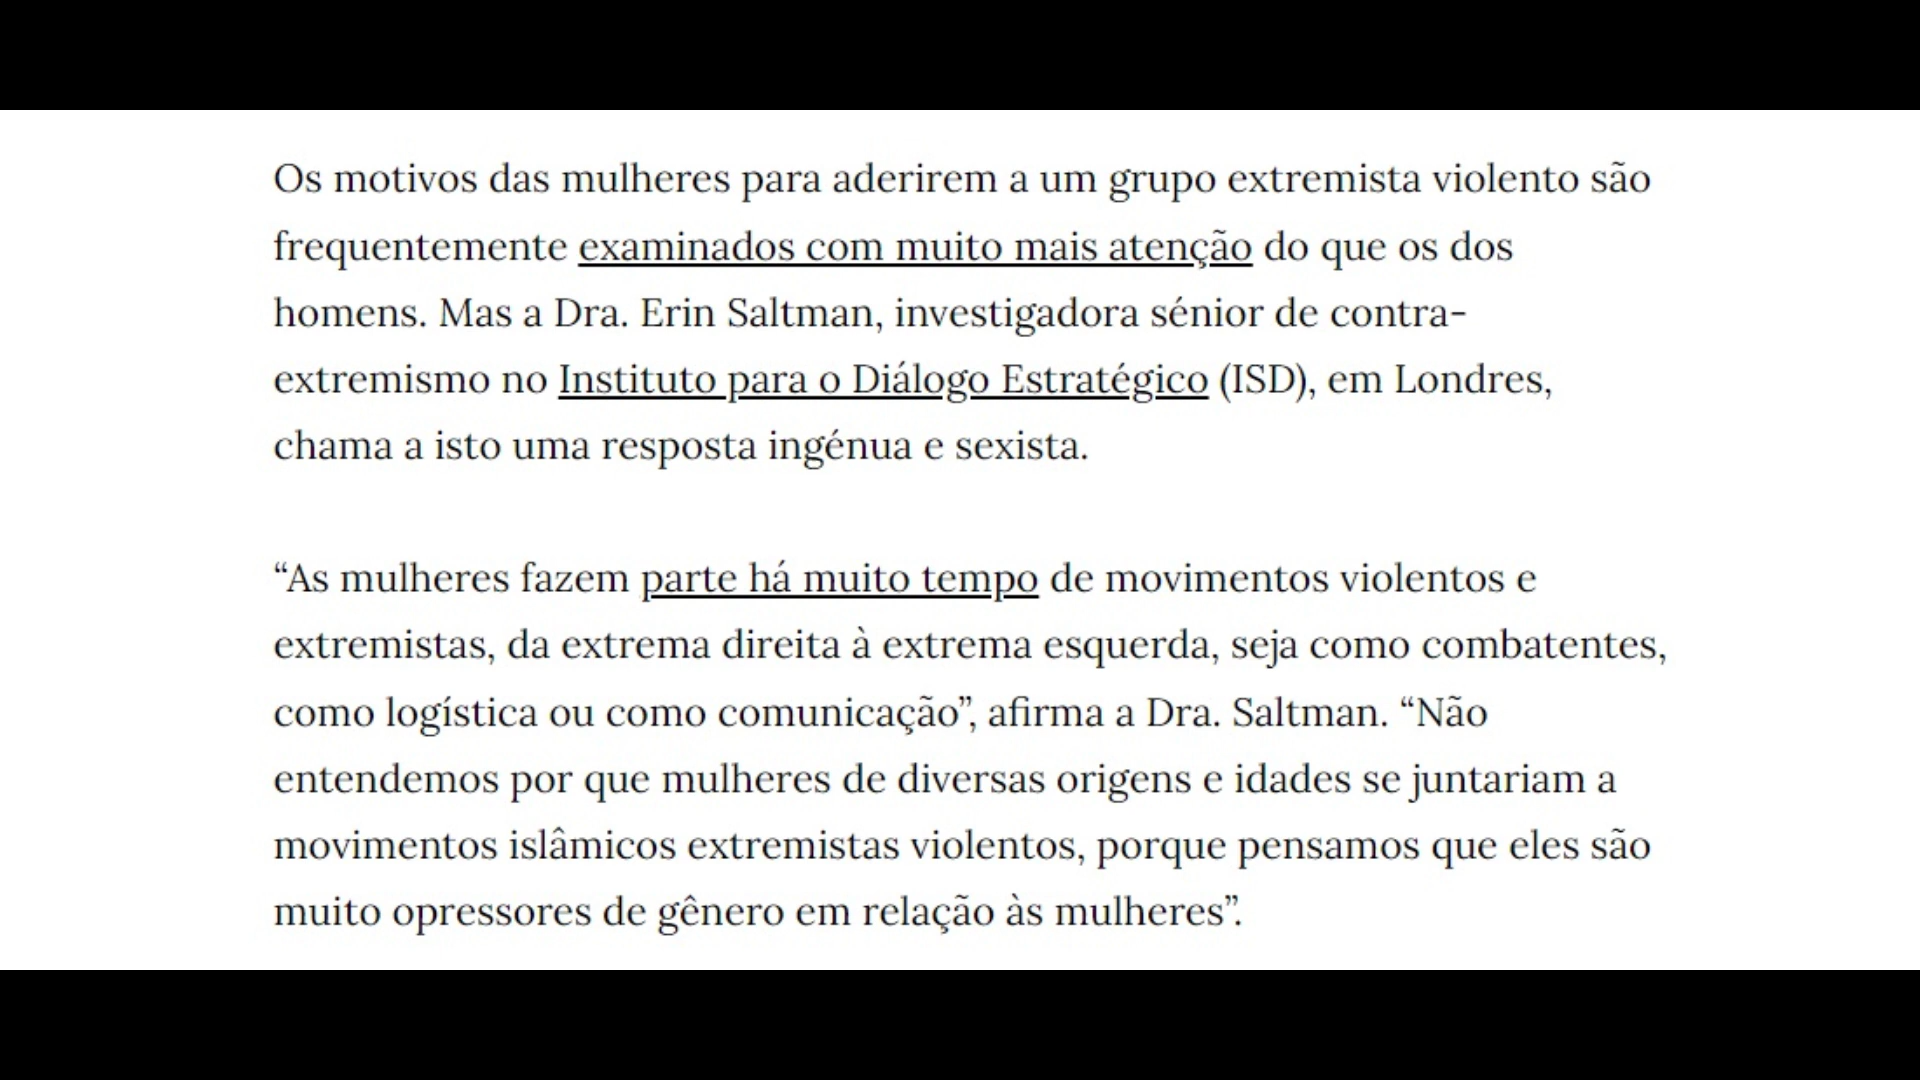 Os motivos das mulheres para aderirem a um grupo extremista violento são
frequentemente examinados com muito mais atenção do que os dos
homens. Mas a Dra. Erin Saltman, investigadora sénior de contra-
extremismo no Instituto para o Diálogo Estratégico (ISD), em Londres,
chama a isto uma resposta ingénua e sexista.
“As mulheres fazem parte há muito tempo de movimentos violentos e
extremistas, da extrema direita à extrema esquerda, seja como combatentes,
como logística ou como comunicação”, afirma a Dra. Saltman. “Não
entendemos por que mulheres de diversas origens e idades se juntariam a
movimentos islâmicos extremistas violentos, porque pensamos que eles são
muito opressores de gênero em relação às mulheres”.